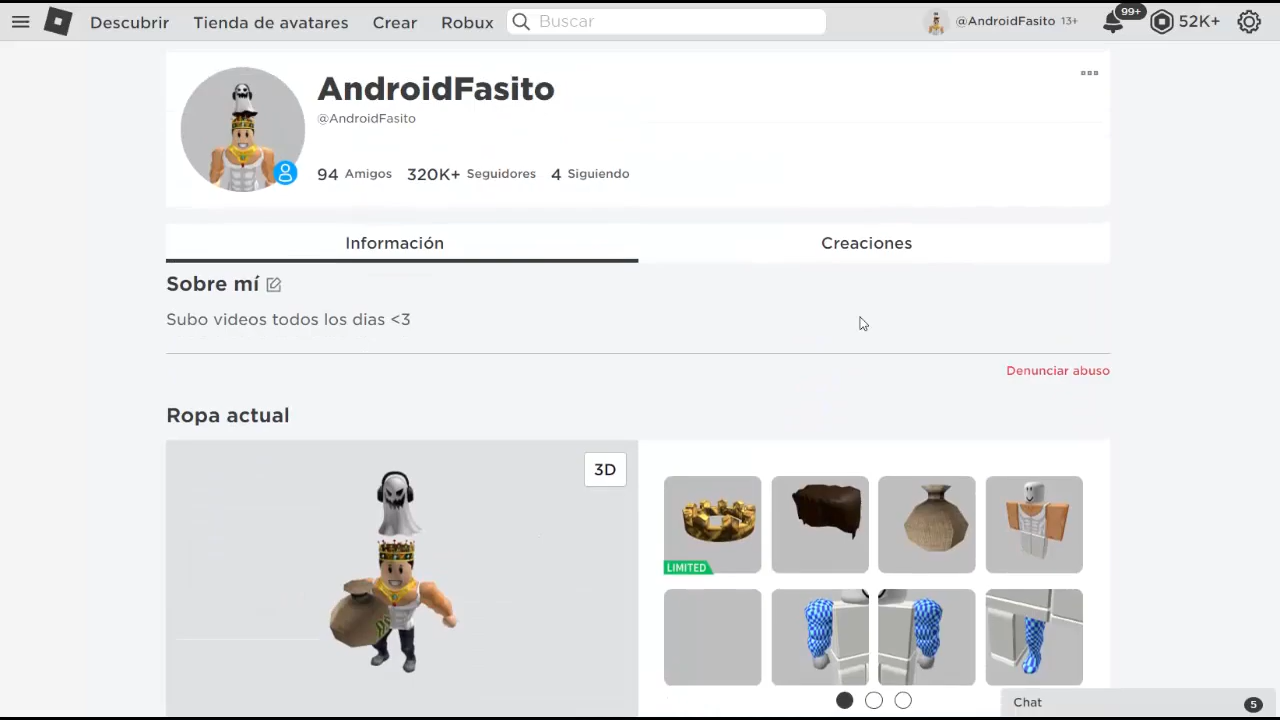 Descubrir Tienda de avatares Crear Robux Buscar @AndroidFasito 13+ 99+ 52K+
AndroidFasito
@AndroidFasito
94 Amigos 320K+ Seguidores 4 Siguiendo
Información Creaciones
Sobre mí
Subo videos todos los dias <3
Denunciar abuso
Ropa actual
3D
LIMITED
Chat 5